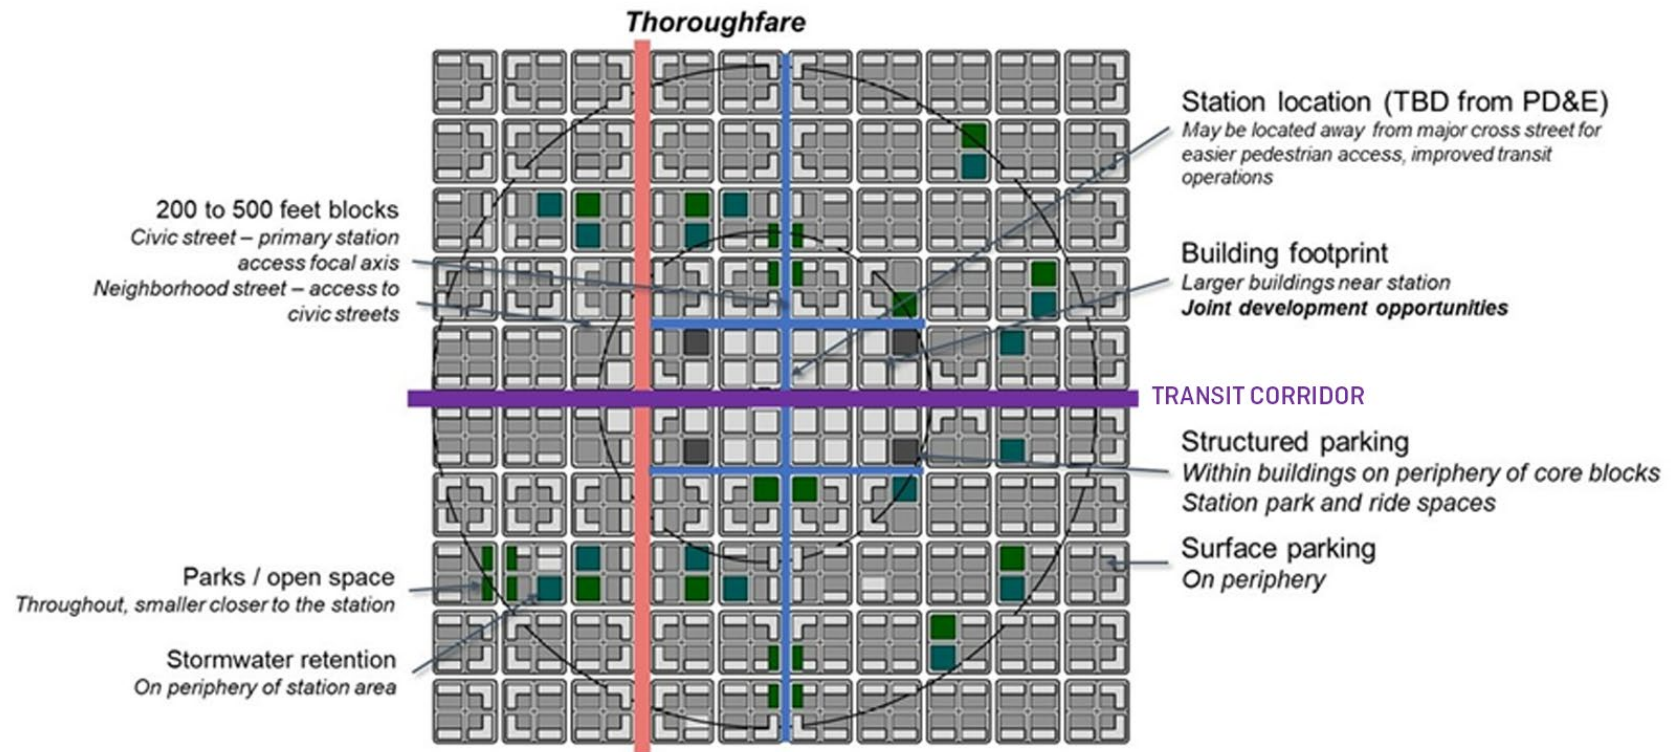 Thoroughfare
Station location (TBD from PD&E)
May be located away from major cross street for
easier pedestrian access, improved transit
operations
200 to 500 feet blocks
Civic street – primary station
access focal axis
Neighborhood street – access to
civic streets
Building footprint
Larger buildings near station
Joint development opportunities
TRANSIT CORRIDOR
Structured parking
Within buildings on periphery of core blocks
Station park and ride spaces
Surface parking
On periphery
Parks / open space
Throughout, smaller closer to the station
Stormwater retention
On periphery of station area